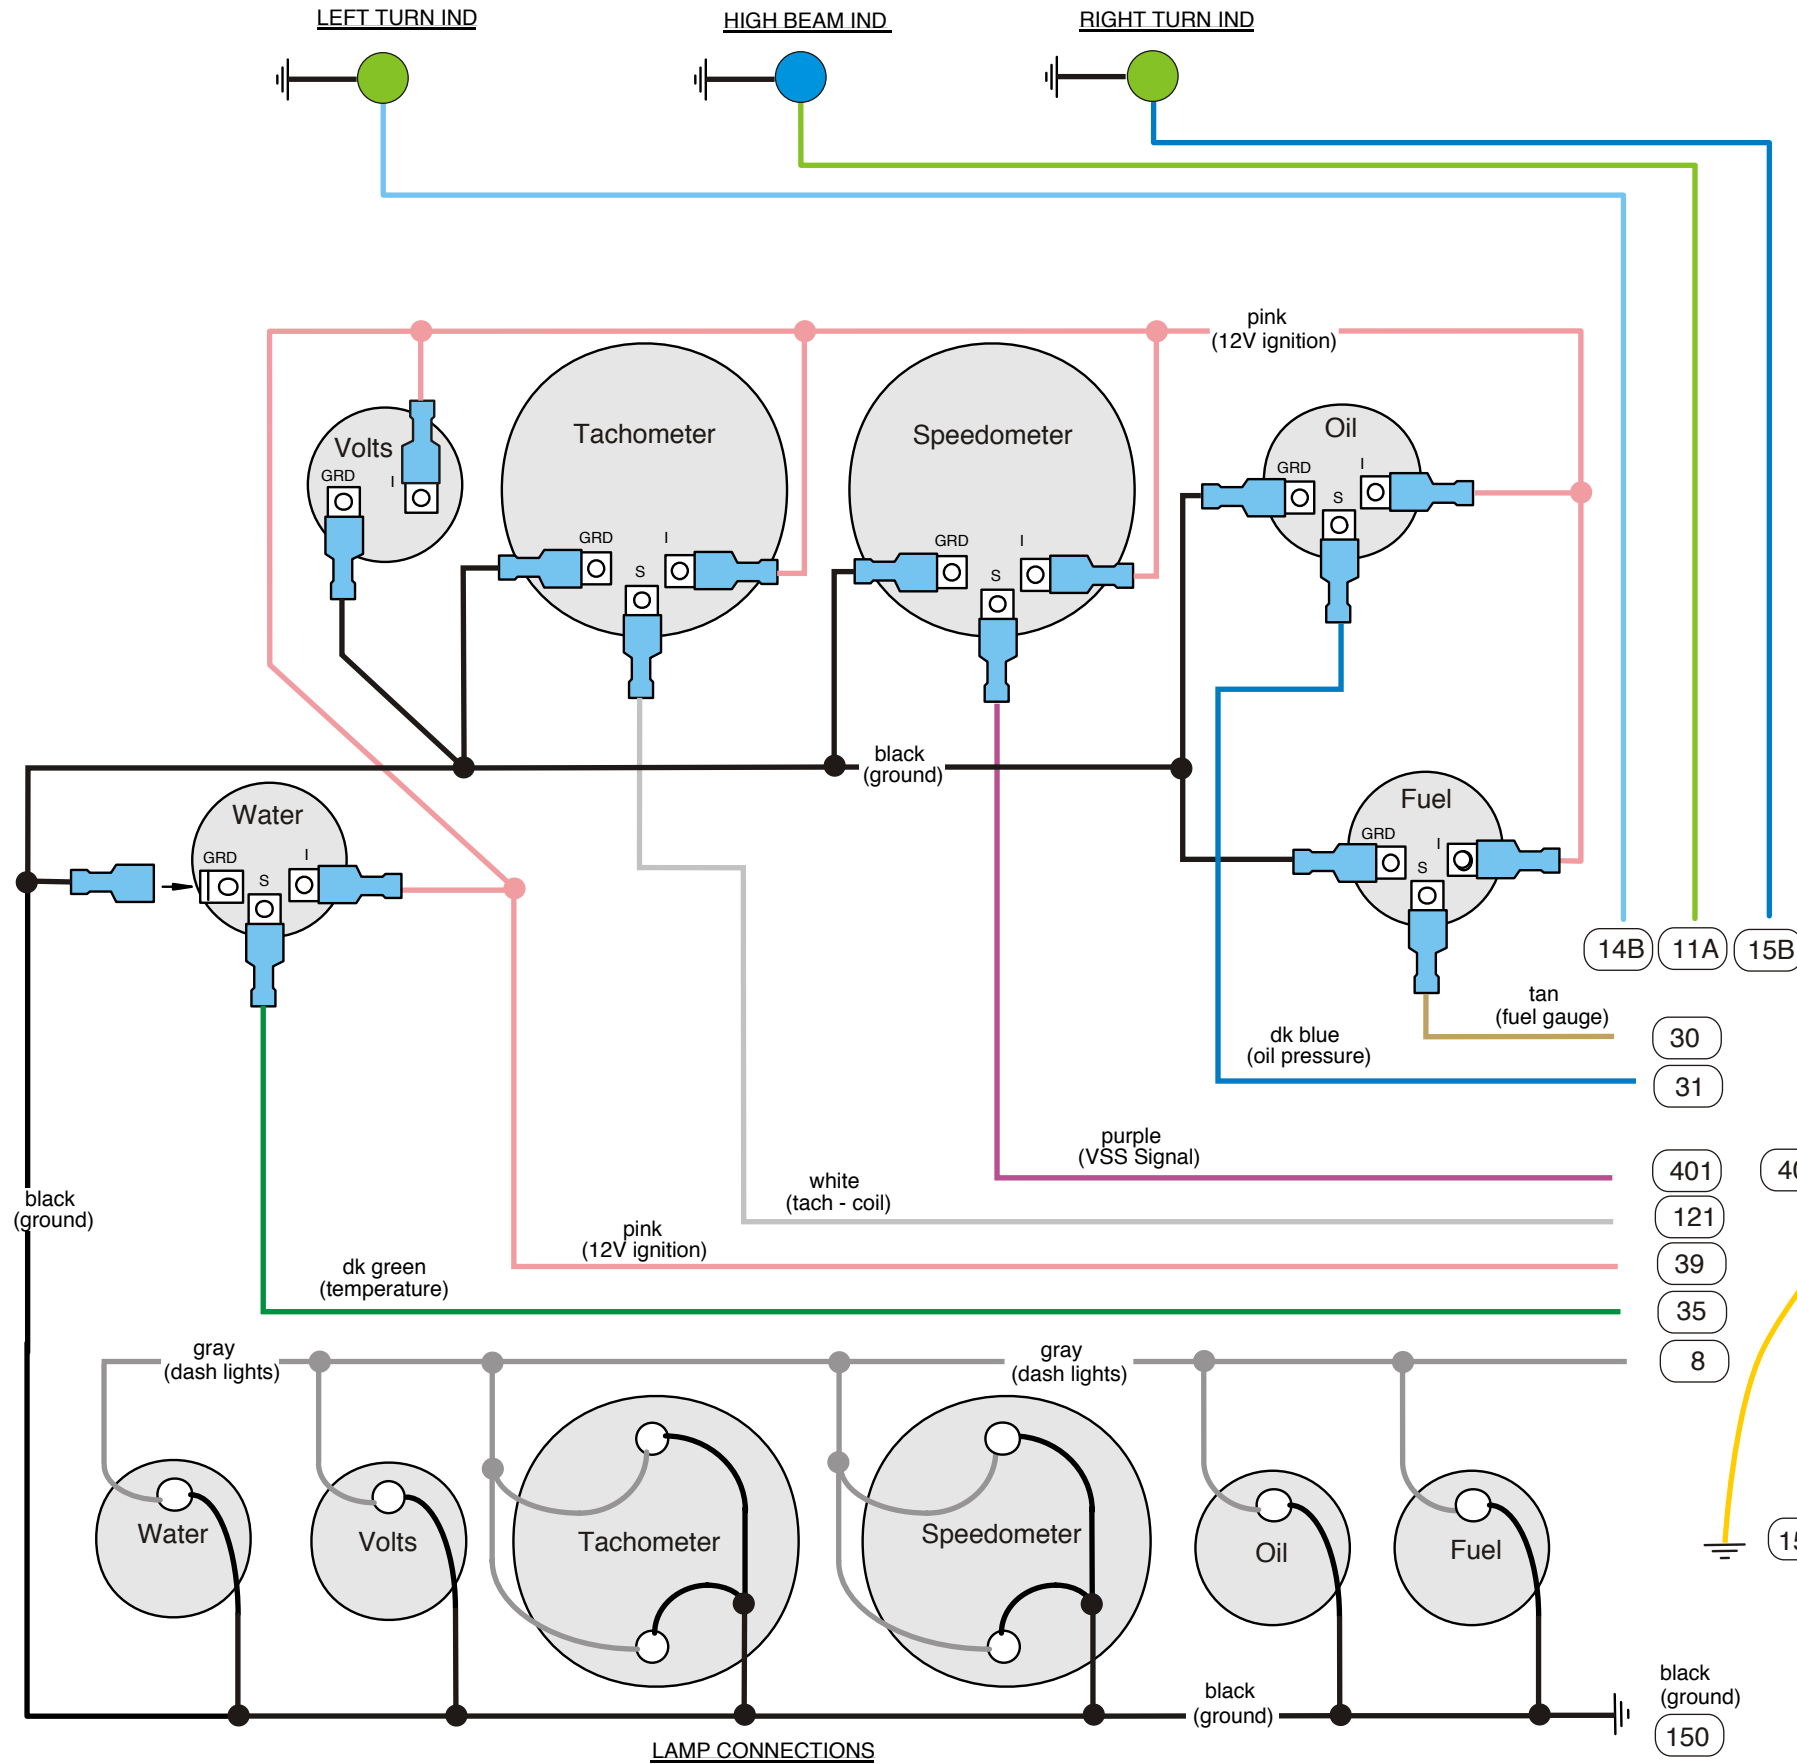 LEFT TURN IND
HIGH BEAM IND
RIGHT TURN IND
pink
(12V ignition)
Volts
GRD
I
Tachometer
GRD
I
S
Speedometer
GRD
I
S
Oil
GRD
I
S
black
(ground)
Water
GRD
I
S
Fuel
GRD
I
S
14B
11A
15B
tan
(fuel gauge)
30
dk blue
(oil pressure)
31
purple
(VSS Signal)
401
40
white
(tach - coil)
121
black
(ground)
pink
(12V ignition)
39
dk green
(temperature)
35
gray
(dash lights)
gray
(dash lights)
8
Water
Volts
Tachometer
Speedometer
Oil
Fuel
15
black
(ground)
black
(ground)
150
LAMP CONNECTIONS